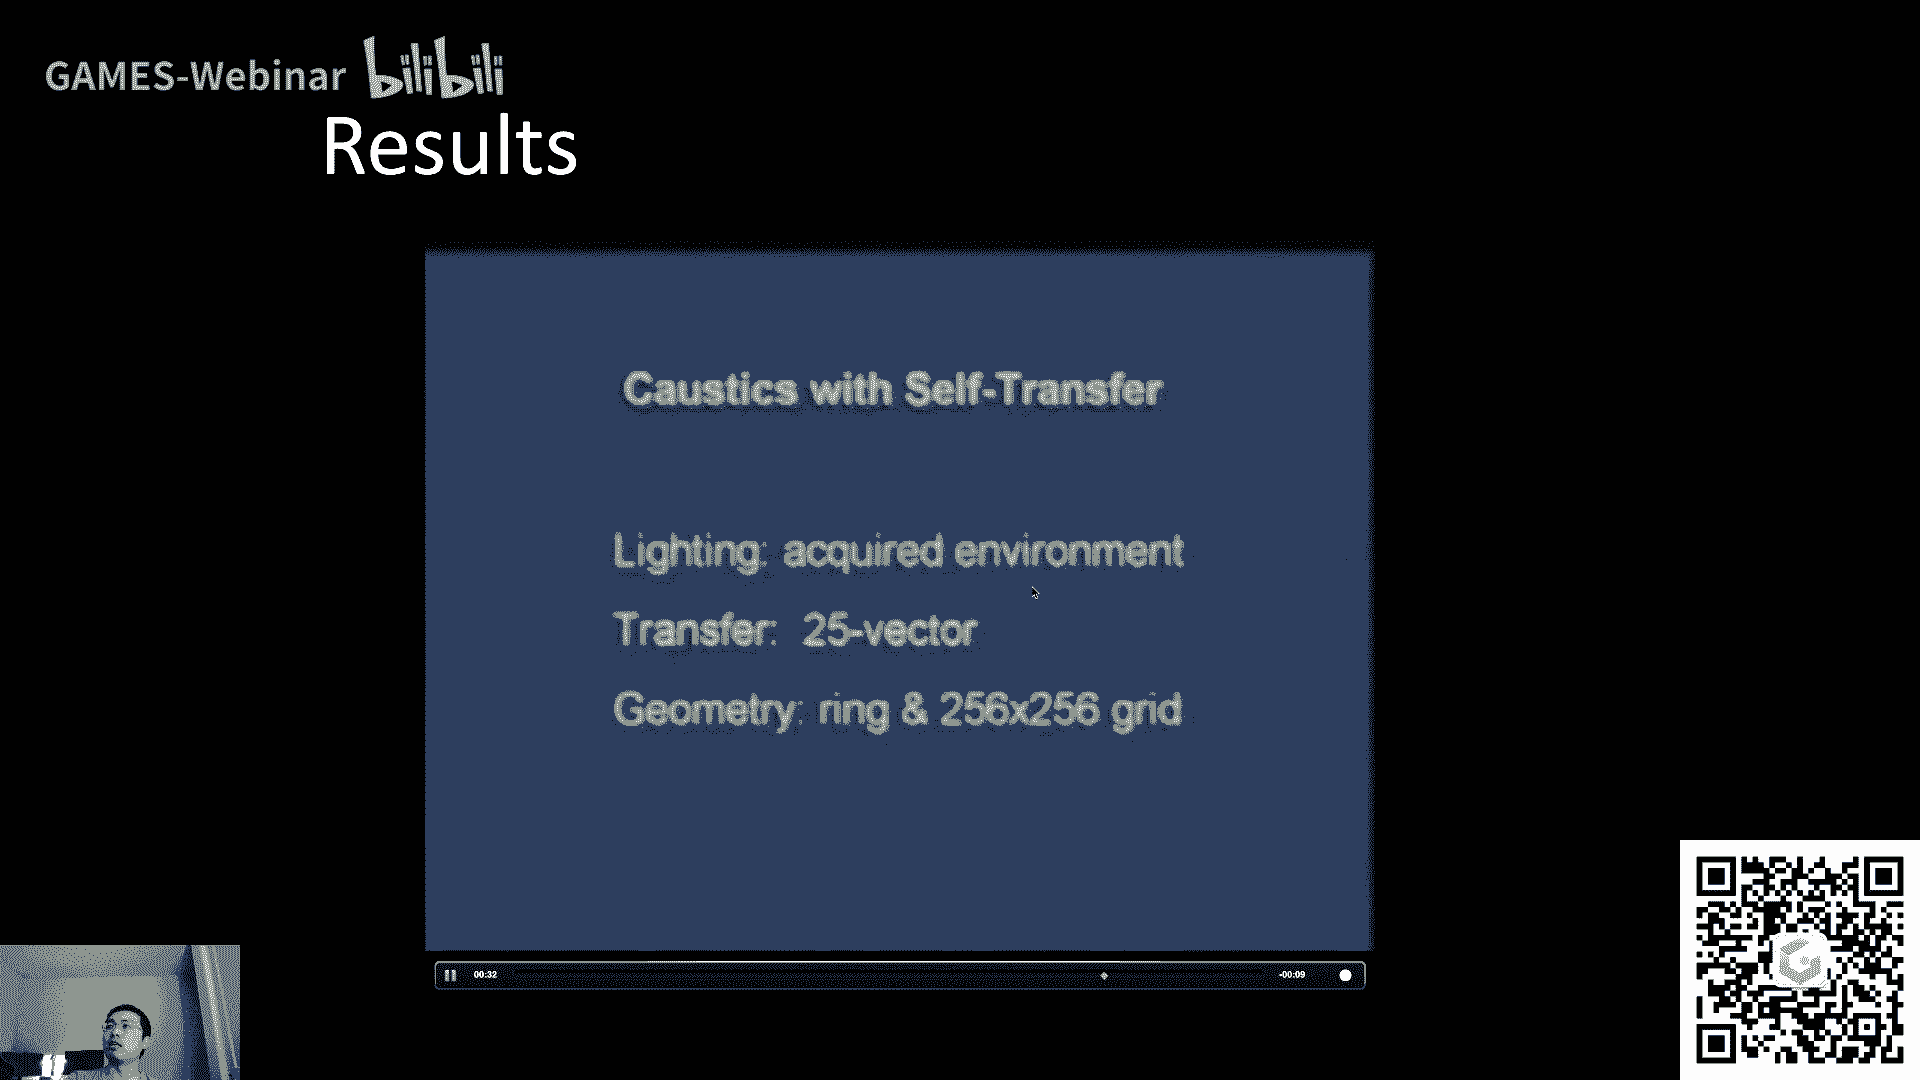 GAMES-Webinar bilibili
Results
Caustics with Self-Transfer
Lighting: acquired environment
Transfer: 25-vector
Geometry: ring & 256x256 grid
00:32 -00:09